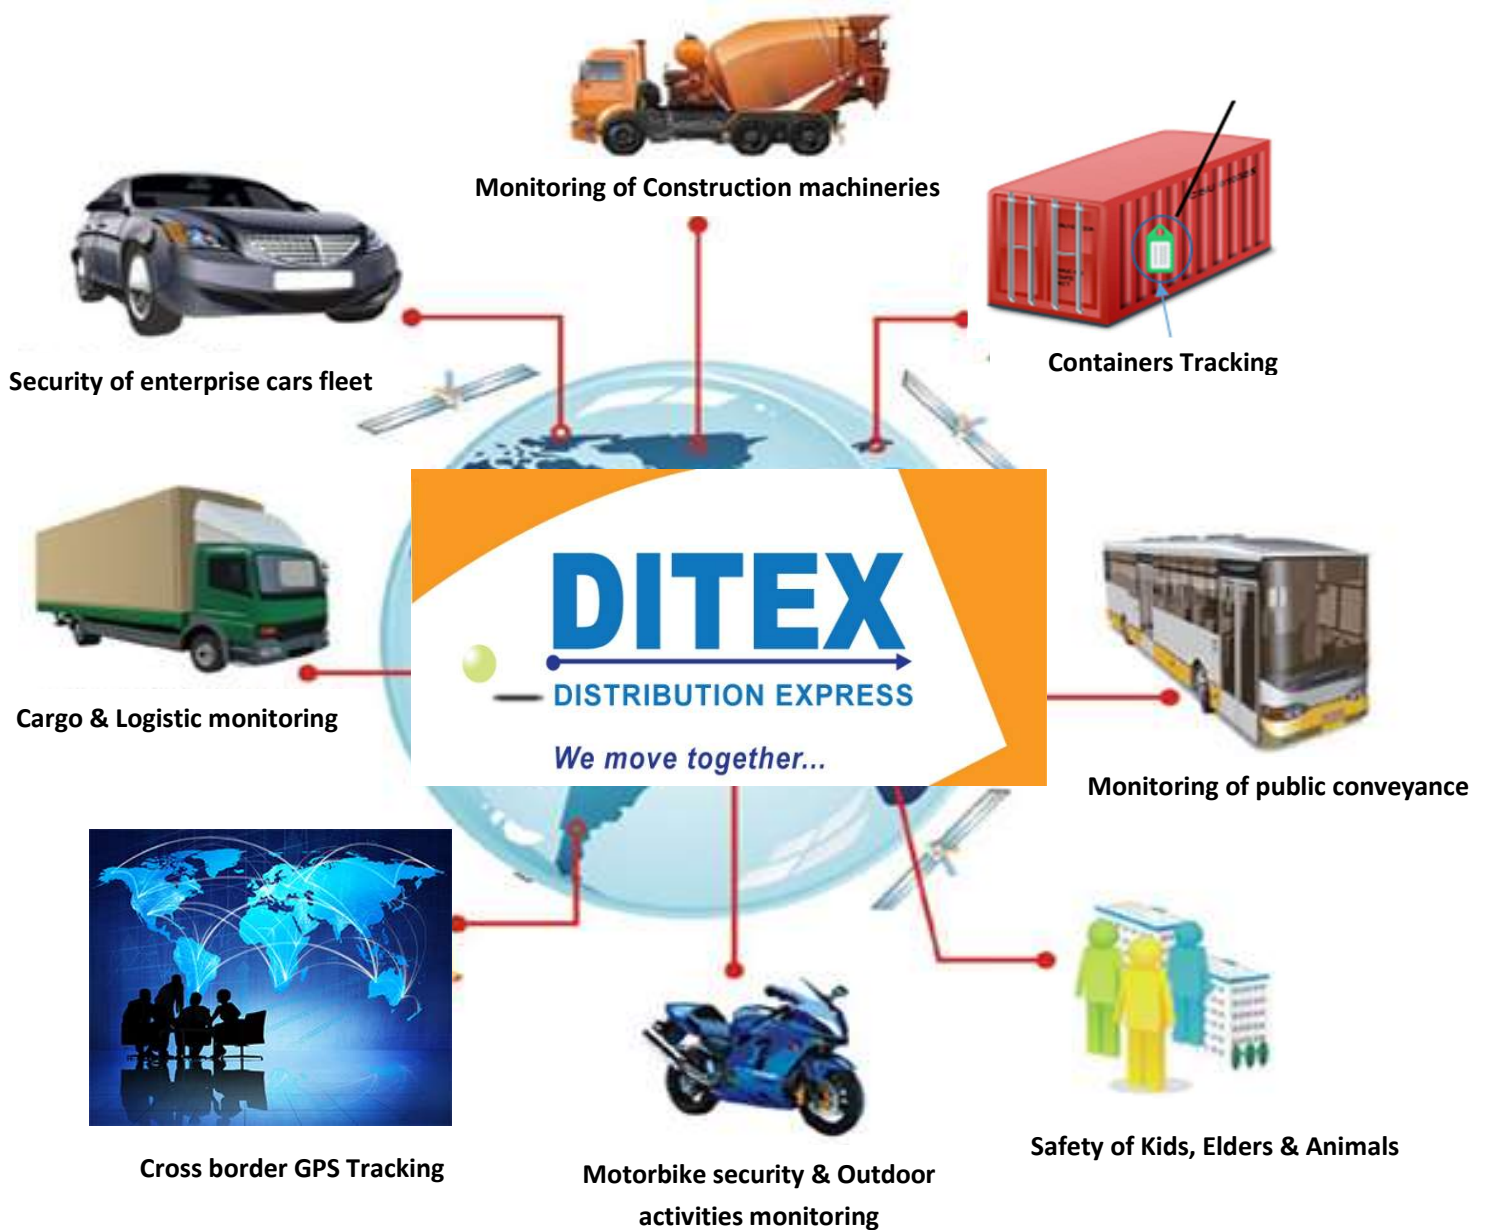 Monitoring of Construction machineries
Containers Tracking
Security of enterprise cars fleet
DITEX
DISTRIBUTION EXPRESS
We move together...
Cargo & Logistic monitoring
Monitoring of public conveyance
Cross border GPS Tracking
Motorbike security & Outdoor
activities monitoring
Safety of Kids, Elders & Animals